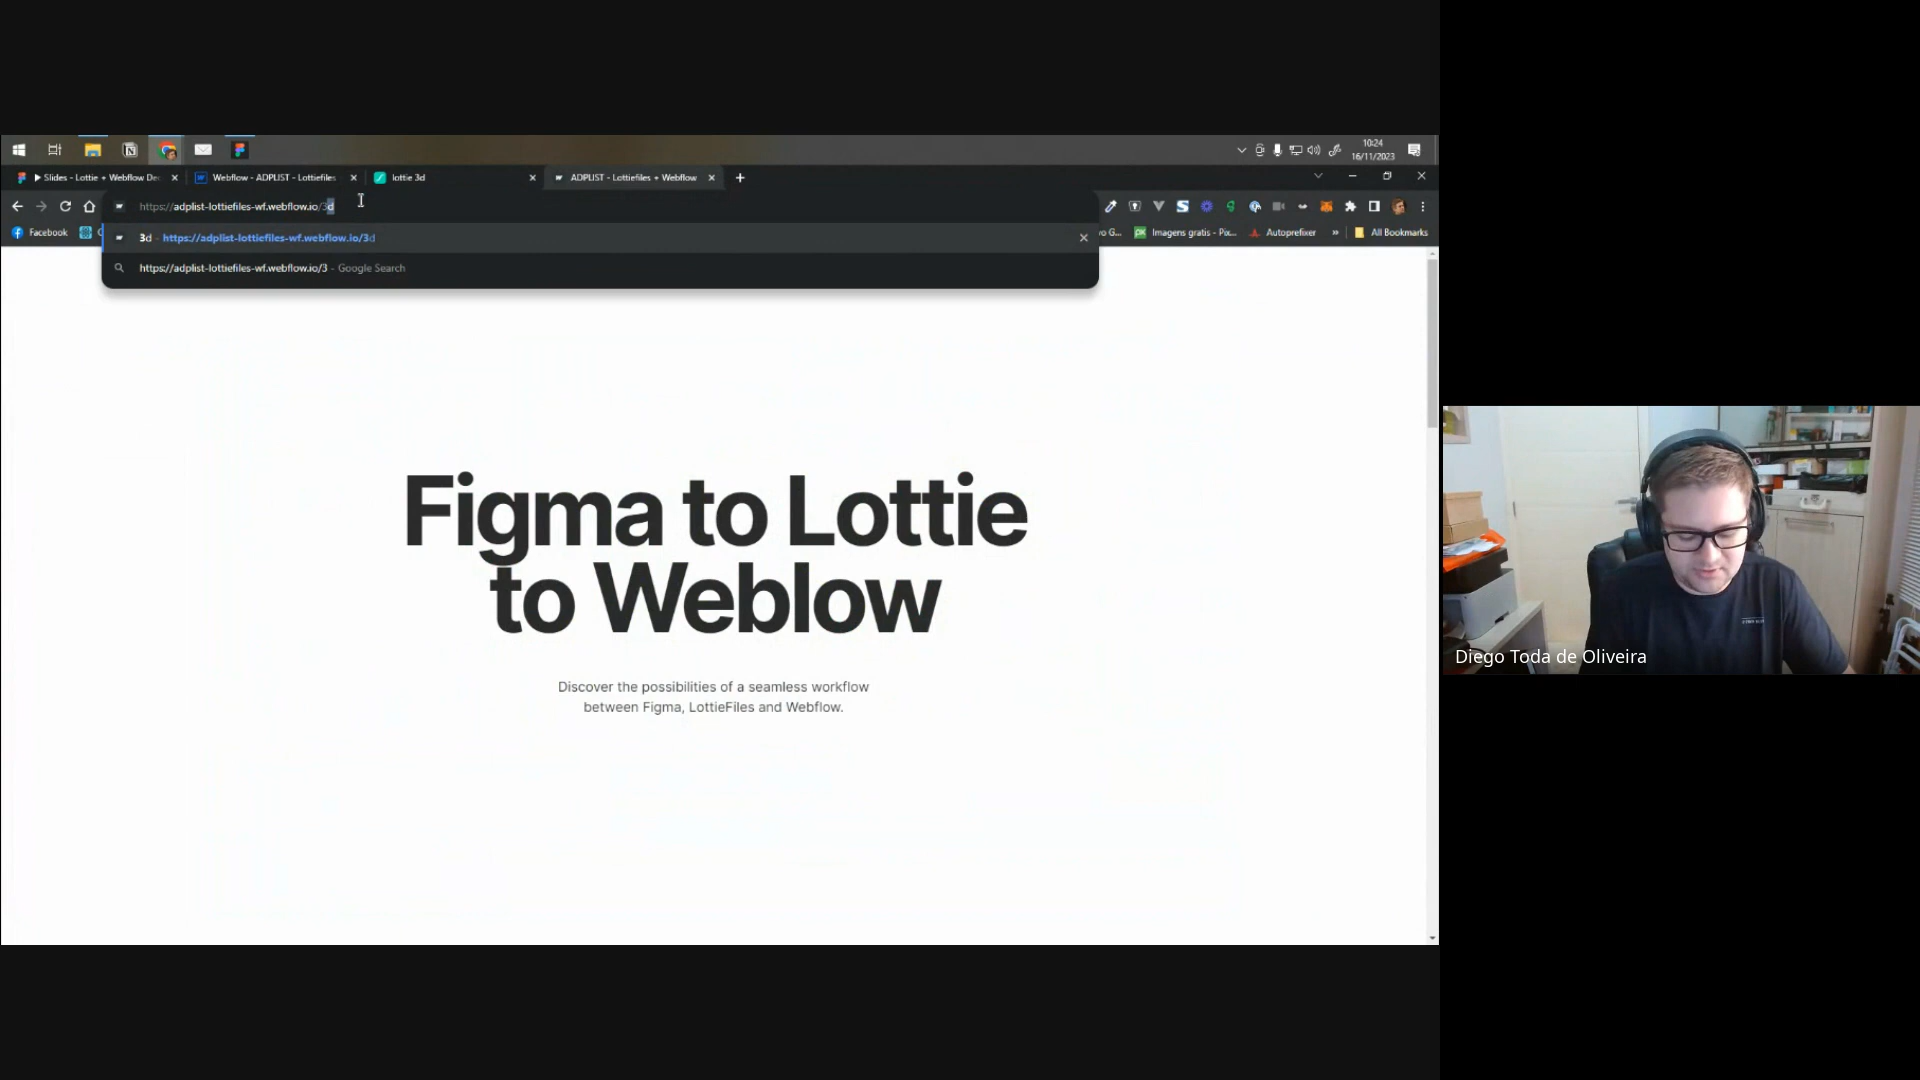 10:24
16/11/2023
Slides - Lottie + Webflow De
Webflow - ADPLIST - Lottiefiles
lottie 3d
ADPLIST - Lottiefiles + Webflow
https://adplist-lottiefiles-wf.webflow.io/3d
Facebook
Imagens gratis - Pix...
Autoprefixer
»
All Bookmarks
3d - https://adplist-lottiefiles-wf.webflow.io/3d
https://adplist-lottiefiles-wf.webflow.io/3 - Google Search
Figma to Lottie
to Weblow
Discover the possibilities of a seamless workflow
between Figma, LottieFiles and Webflow.
Diego Toda de Oliveira